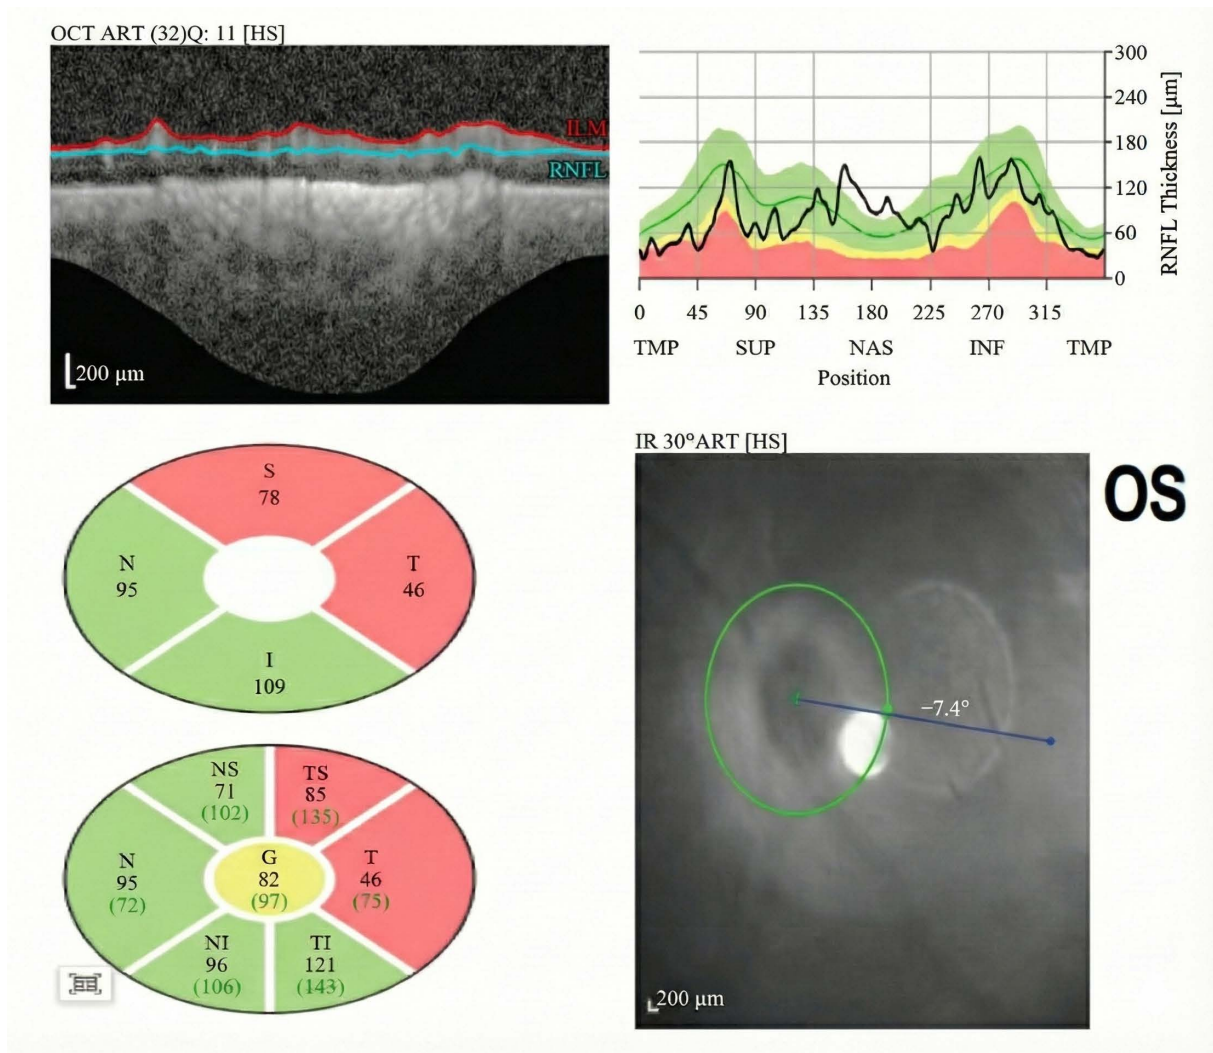 OCT ART (32)Q: 11 [HS]
ILM
RNFL
200 µm
300
240
180
120
60
0
RNFL Thickness [µm]
0 45 90 135 180 225 270 315
TMP SUP NAS INF TMP
Position
S
78
N
95
T
46
I
109
NS
71
(102)
TS
85
(135)
N
95
(72)
G
82
(97)
T
46
(75)
NI
96
(106)
TI
121
(143)
IR 30°ART [HS]
OS
−7.4°
200 µm